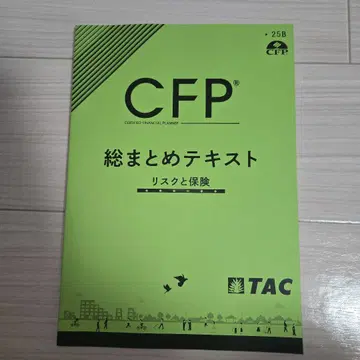 ・25B
CFP
CFP®
CERTIFIED FINANCIAL PLANNER
総まとめテキスト
リスクと保険
TAC